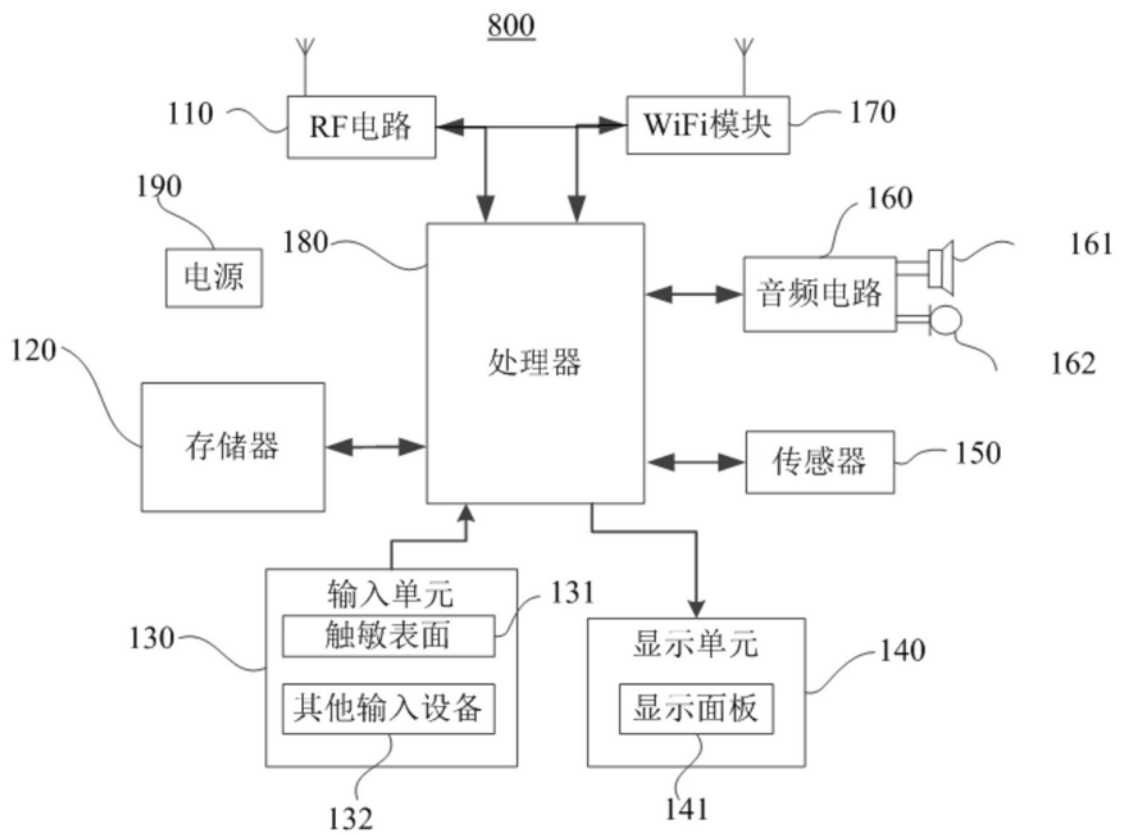 800
110
RF电路
WiFi模块
170
190
180
160
161
电源
音频电路
120
处理器
162
存储器
传感器
150
输入单元
131
130
触敏表面
显示单元
140
其他输入设备
显示面板
132
141